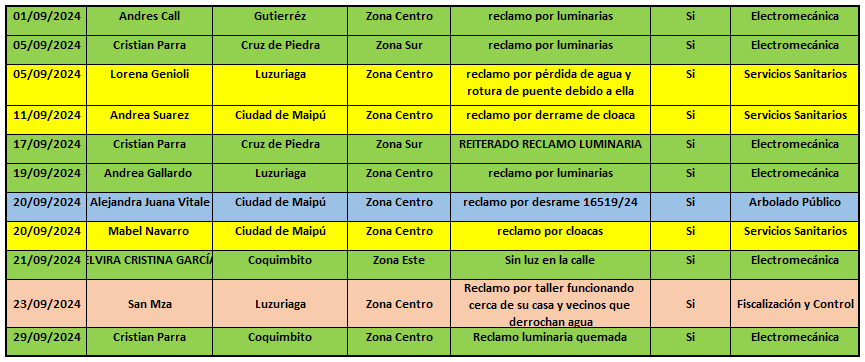 01/09/2024 Andres Call Gutierréz Zona Centro reclamo por luminarias Si Electromecánica
05/09/2024 Cristian Parra Cruz de Piedra Zona Sur reclamo por luminarias Si Electromecánica
05/09/2024 Lorena Genioli Luzuriaga Zona Centro reclamo por pérdida de agua y Si Servicios Sanitarios
rotura de puente debido a ella
11/09/2024 Andrea Suarez Ciudad de Maipú Zona Centro reclamo por derrame de cloaca Si Servicios Sanitarios
17/09/2024 Cristian Parra Cruz de Piedra Zona Sur REITERADO RECLAMO LUMINARIA Si Electromecánica
19/09/2024 Andrea Gallardo Luzuriaga Zona Centro reclamo por luminarias Si Electromecánica
20/09/2024 Alejandra Juana Vitale Ciudad de Maipú Zona Centro reclamo por desrame 16519/24 Si Arbolado Público
20/09/2024 Mabel Navarro Ciudad de Maipú Zona Centro reclamo por cloacas Si Servicios Sanitarios
21/09/2024 ELVIRA CRISTINA GARCÍA Coquimbito Zona Este Sin luz en la calle Si Electromecánica
Reclamo por taller funcionando
23/09/2024 San Mza Luzuriaga Zona Centro cerca de su casa y vecinos que Si Fiscalización y Control
derrochan agua
29/09/2024 Cristian Parra Coquimbito Zona Centro Reclamo luminaria quemada Si Electromecánica